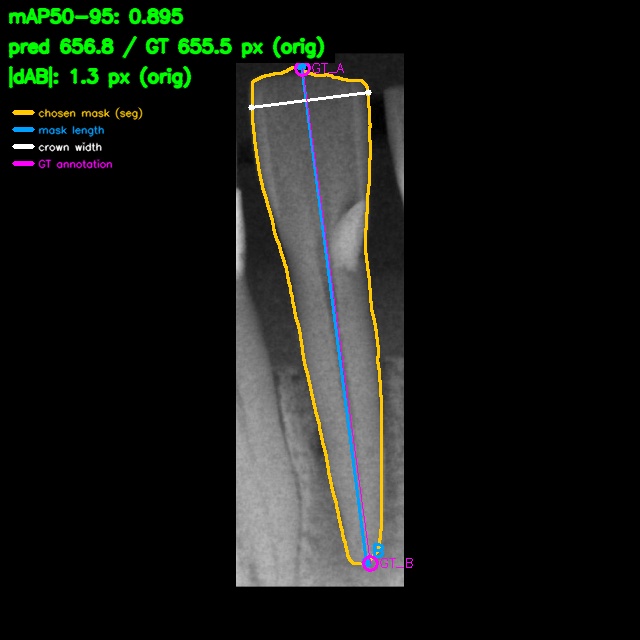 mAP50-95: 0.895
pred 656.8 / GT 655.5 px (orig)
|dAB|: 1.3 px (orig)
chosen mask (seg)
mask length
crown width
GT annotation
GT_A
B
GT_B